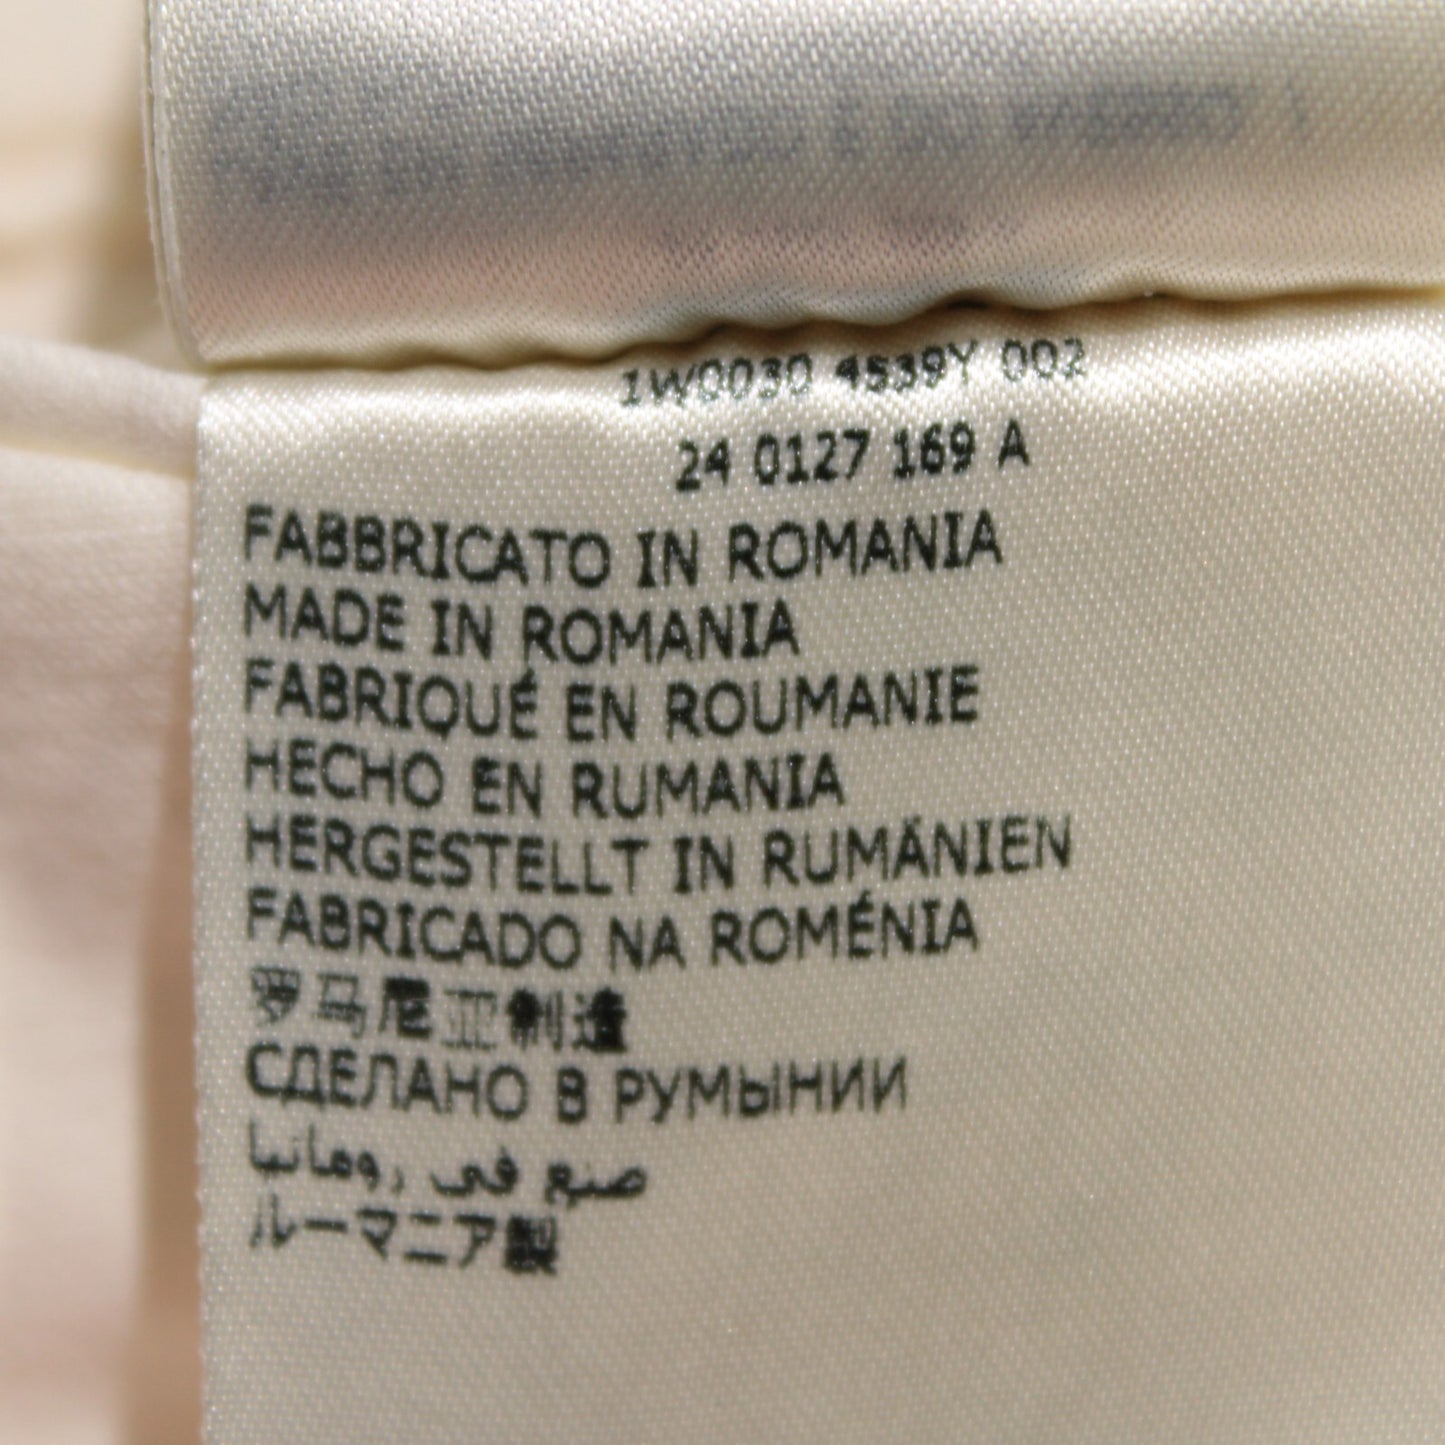 1W0030 4539Y 002
24 0127 169 A
FABBRICATO IN ROMANIA
MADE IN ROMANIA
FABRIQUÉ EN ROUMANIE
HECHO EN RUMANIA
HERGESTELLT IN RUMÄNIEN
FABRICADO NA ROMÉNIA
罗马尼亚制造
СДЕЛАНО В РУМЫНИИ
صنع في رومانيا
ルーマニア製